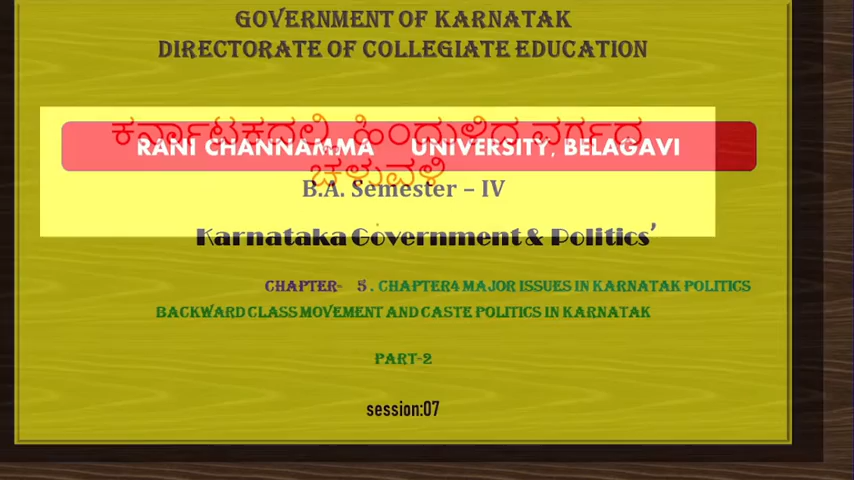 GOVERNMENT OF KARNATAK
DIRECTORATE OF COLLEGIATE EDUCATION
ಕರ್ನಾಟಕದಲ್ಲಿ ಹಿಂದುಳಿದ ವರ್ಗದ
RANI CHANNAMMA UNIVERSITY, BELAGAVI
ಚಳುವಳಿ
B.A. Semester – IV
Karnataka Government & Politics’
CHAPTER- 5 . CHAPTER4 MAJOR ISSUES IN KARNATAK POLITICS
BACKWARD CLASS MOVEMENT AND CASTE POLITICS IN KARNATAK
PART-2
session:07